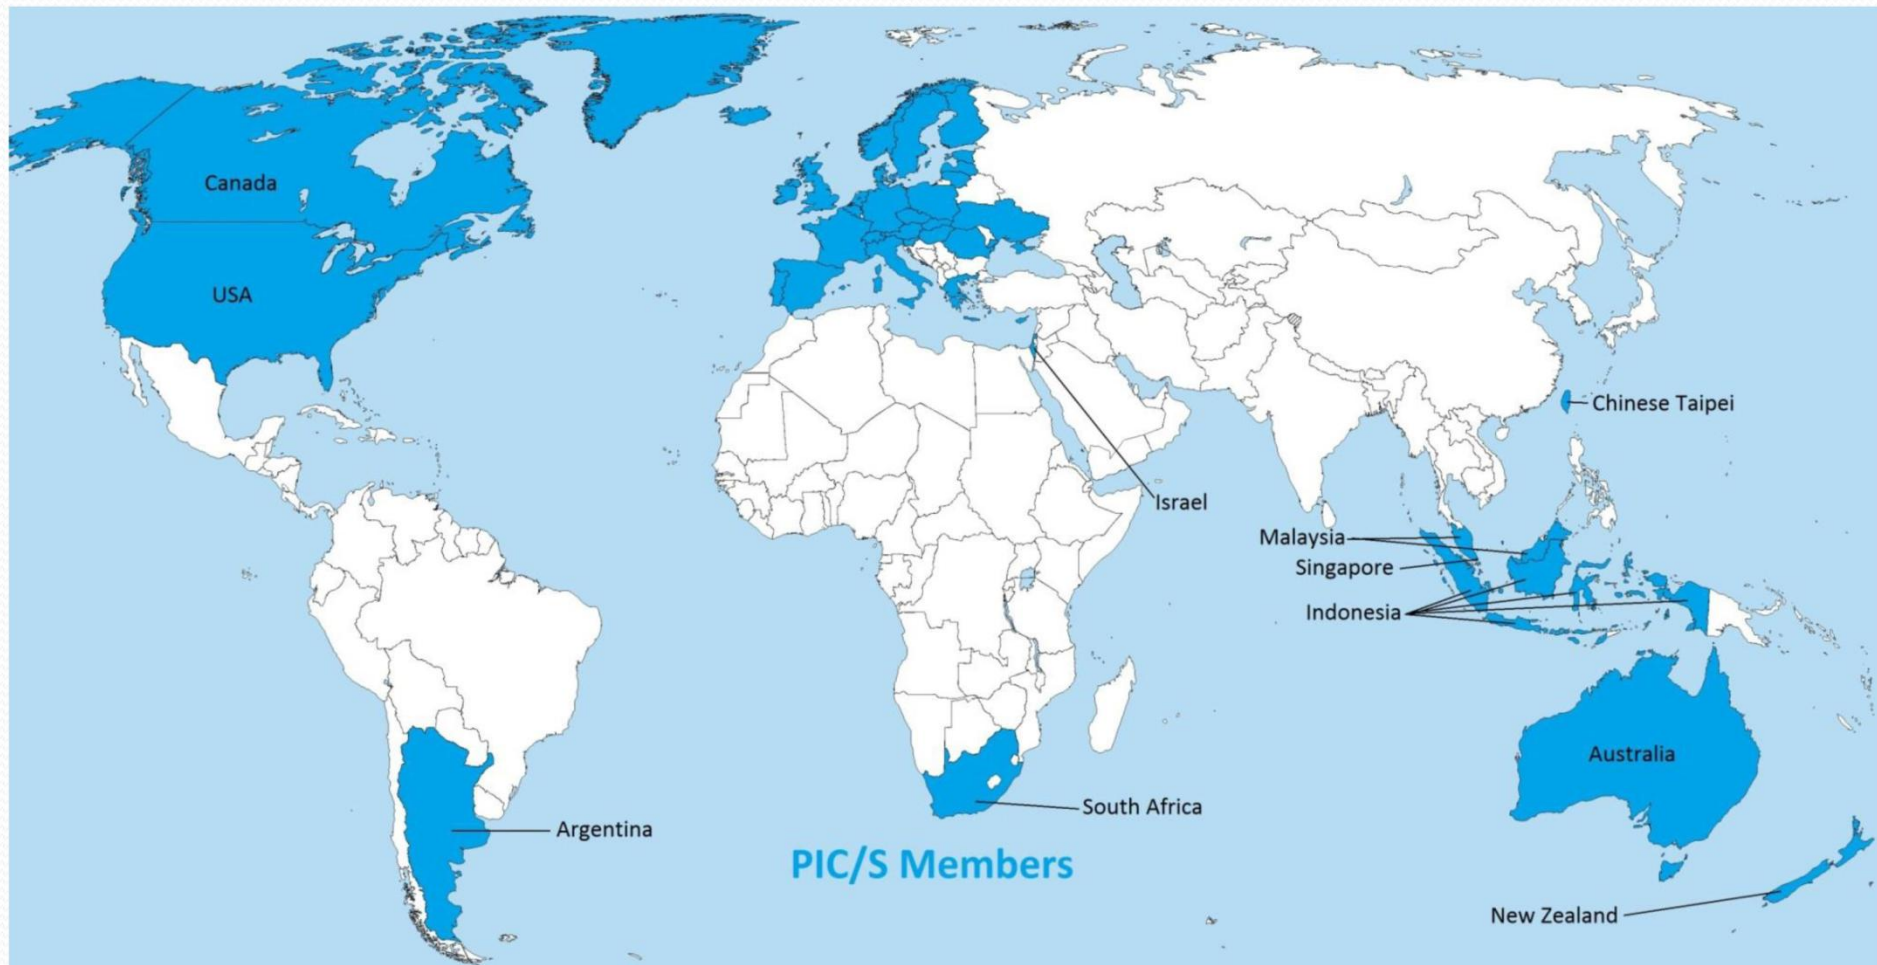 Canada
USA
Chinese Taipei
Israel
Malaysia
Singapore
Indonesia
Australia
South Africa
Argentina
PIC/S Members
New Zealand